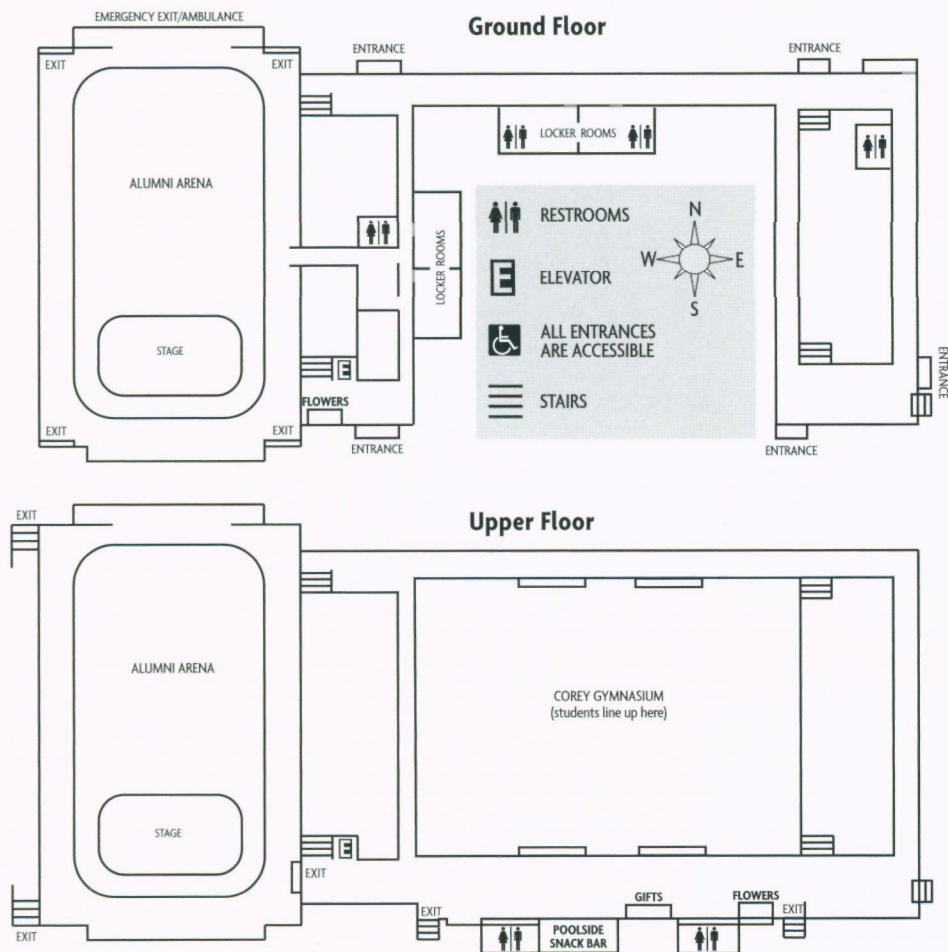 EMERGENCY EXIT/AMBULANCE
Ground Floor
EXIT
EXIT
ENTRANCE
ENTRANCE
LOCKER ROOMS
ALUMNI ARENA
LOCKER ROOMS
RESTROOMS
N
W
E
S
E
ELEVATOR
ALL ENTRANCES
ARE ACCESSIBLE
STAIRS
STAGE
E
FLOWERS
ENTRANCE
EXIT
EXIT
ENTRANCE
ENTRANCE
Upper Floor
EXIT
ALUMNI ARENA
COREY GYMNASIUM
(students line up here)
STAGE
E
EXIT
EXIT
EXIT
GIFTS
FLOWERS
EXIT
POOLSIDE
SNACK BAR